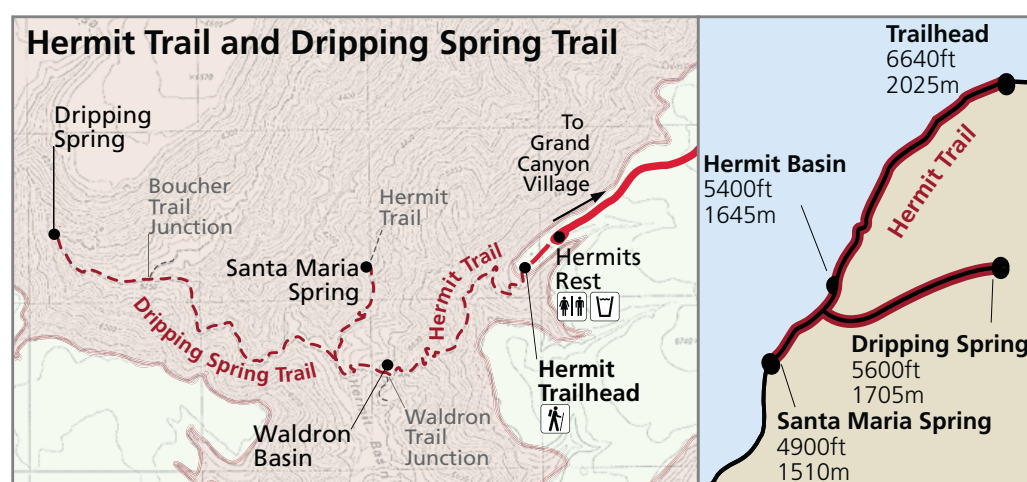 Hermit Trail and Dripping Spring Trail
Dripping
Spring
Boucher
Trail
Junction
Hermit
Trail
To
Grand
Canyon
Village
Santa Maria
Spring
Hermit Trail
Hermits
Rest
Dripping Spring Trail
Hermit
Trailhead
Waldron
Basin
Waldron
Trail
Junction
Hermit
Basin
Trailhead
6640ft
2025m
Hermit Trail
Hermit Basin
5400ft
1645m
Dripping Spring
5600ft
1705m
Santa Maria Spring
4900ft
1510m